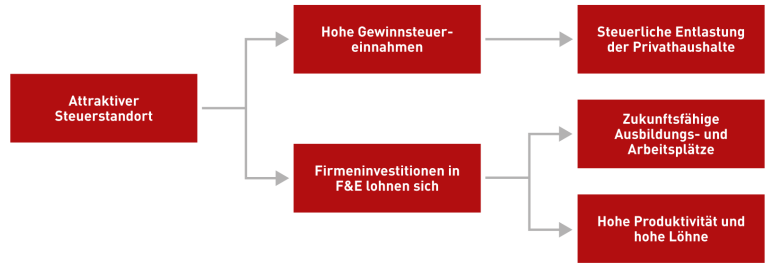 Attraktiver
Steuerstandort
Hohe Gewinnsteuer-
einnahmen
Firmeninvestitionen in
F&E lohnen sich
Steuerliche Entlastung
der Privathaushalte
Zukunftsfähige
Ausbildungs- und
Arbeitsplätze
Hohe Produktivität und
hohe Löhne